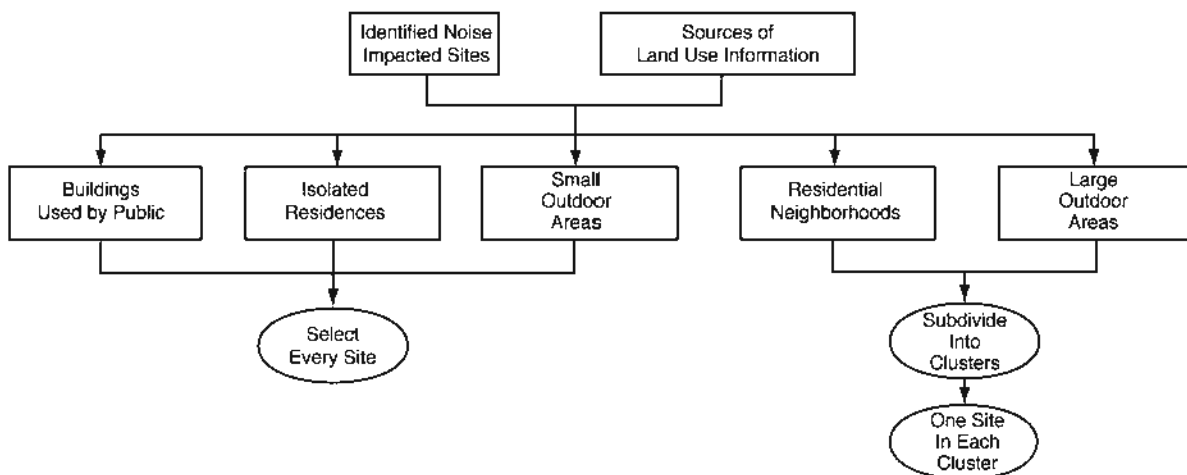 Identified Noise
Impacted Sites
Sources of
Land Use Information
Buildings
Used by Public
Isolated
Residences
Small
Outdoor
Areas
Residential
Neighborhoods
Large
Outdoor
Areas
Select
Every Site
Subdivide
Into
Clusters
One Site
In Each
Cluster